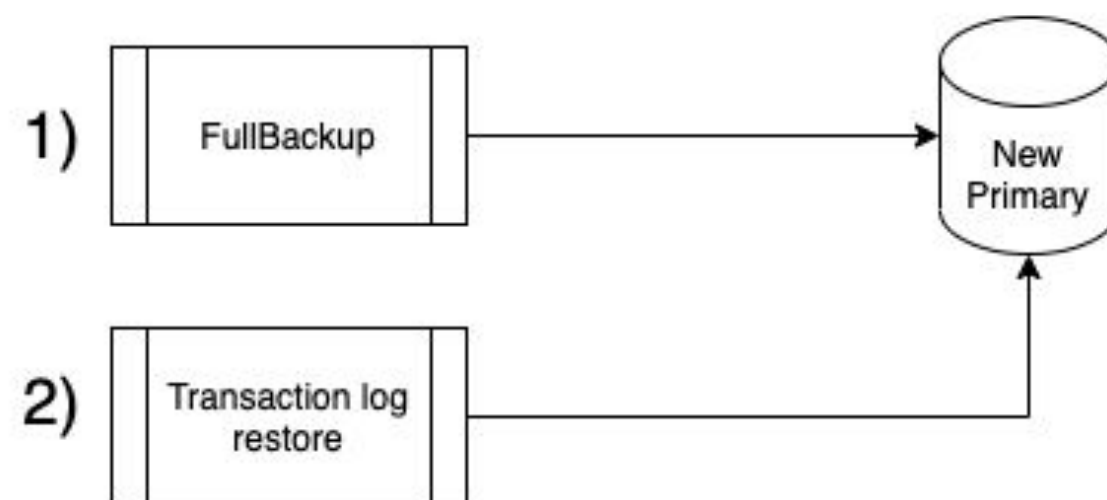 1)
FullBackup
New
Primary
2)
Transaction log
restore